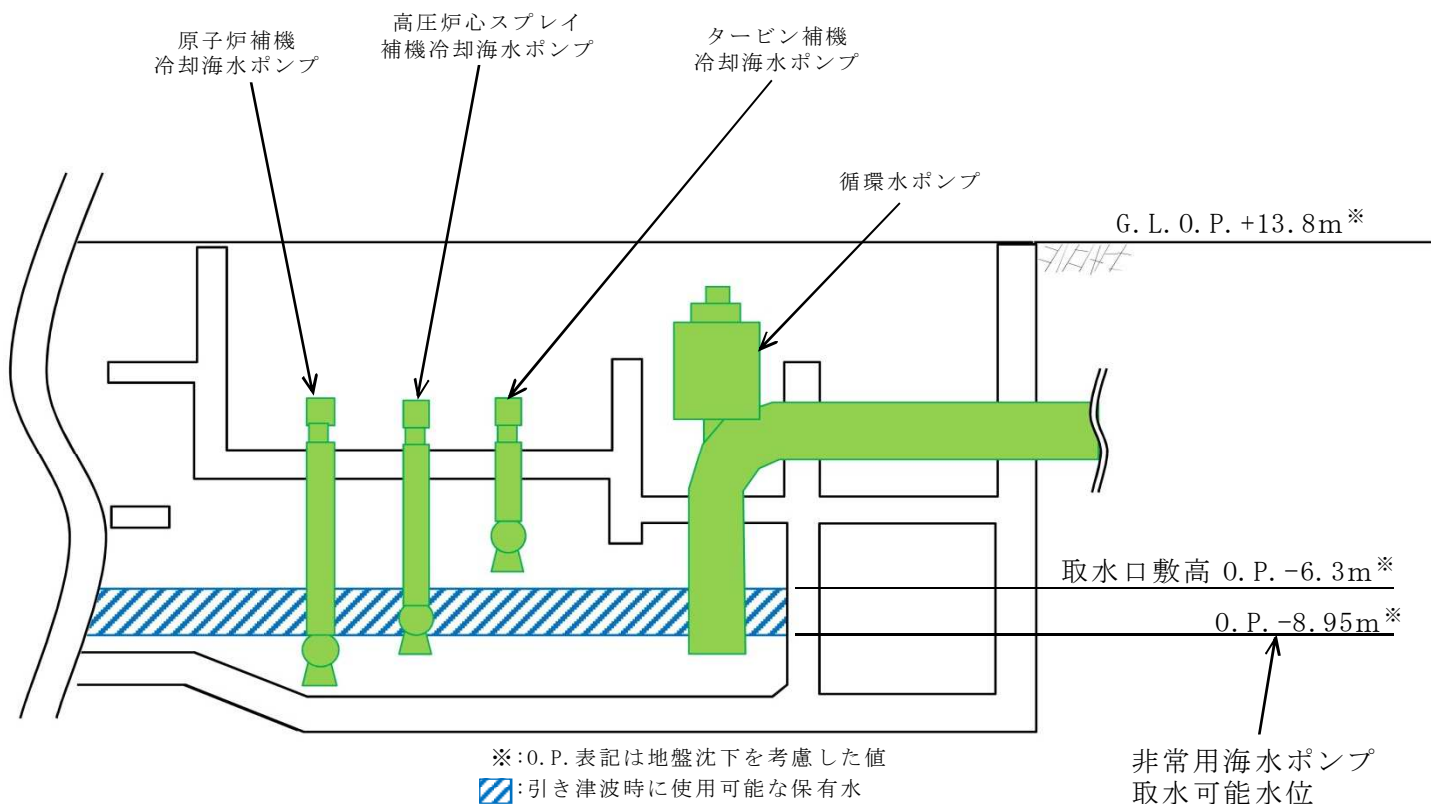 原子炉補機
冷却海水ポンプ
高圧炉心スプレイ
補機冷却海水ポンプ
タービン補機
冷却海水ポンプ
循環水ポンプ
G.L.O.P.+13.8m※
取水口敷高 O.P.-6.3m※
O.P.-8.95m※
非常用海水ポンプ
取水可能水位
※:O.P.表記は地盤沈下を考慮した値
:引き津波時に使用可能な保有水